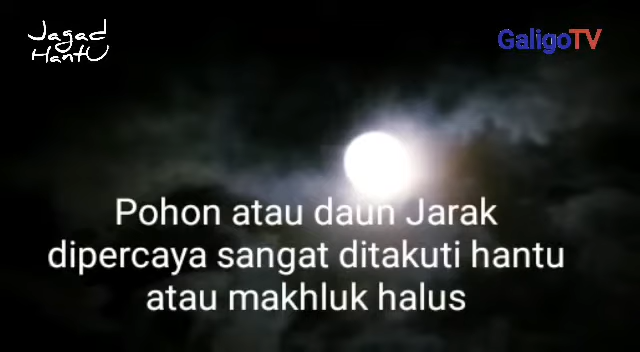 Jagad
Hantu
GaligoTV
Pohon atau daun Jarak
dipercaya sangat ditakuti hantu
atau makhluk halus